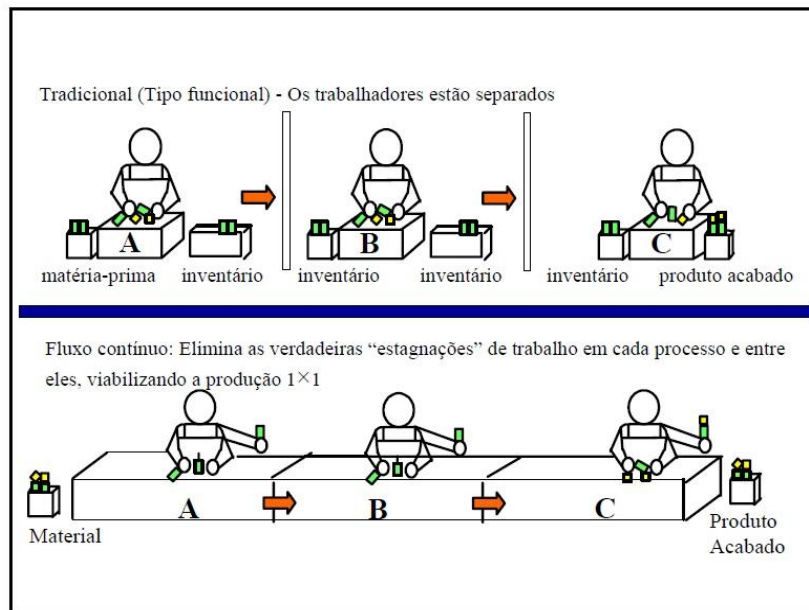 Tradicional (Tipo funcional) - Os trabalhadores estão separados
A
B
C
matéria-prima
inventário
inventário
inventário
inventário
produto acabado
Fluxo contínuo: Elimina as verdadeiras “estagnações” de trabalho em cada processo e entre
eles, viabilizando a produção 1×1
A
B
C
Material
Produto
Acabado